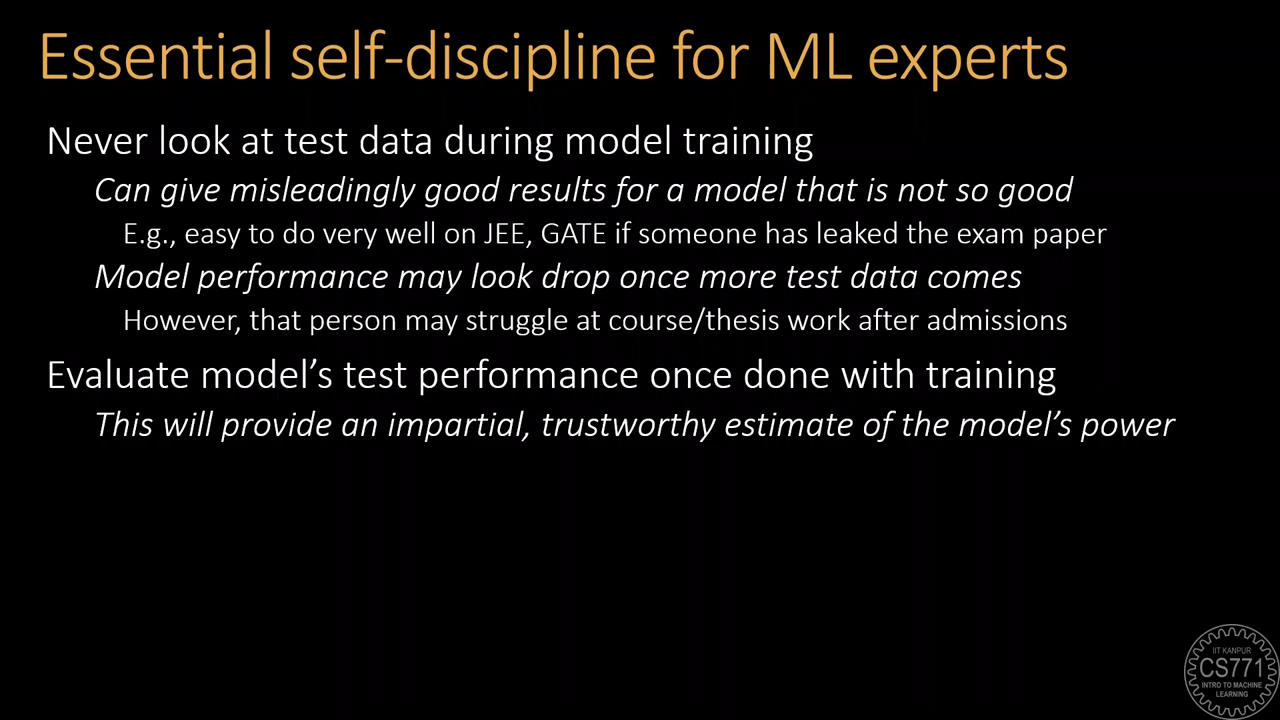 Essential self-discipline for ML experts
Never look at test data during model training
Can give misleadingly good results for a model that is not so good
E.g., easy to do very well on JEE, GATE if someone has leaked the exam paper
Model performance may look drop once more test data comes
However, that person may struggle at course/thesis work after admissions
Evaluate model’s test performance once done with training
This will provide an impartial, trustworthy estimate of the model’s power
IIT KANPUR
CS771
INTRO TO MACHINE
LEARNING